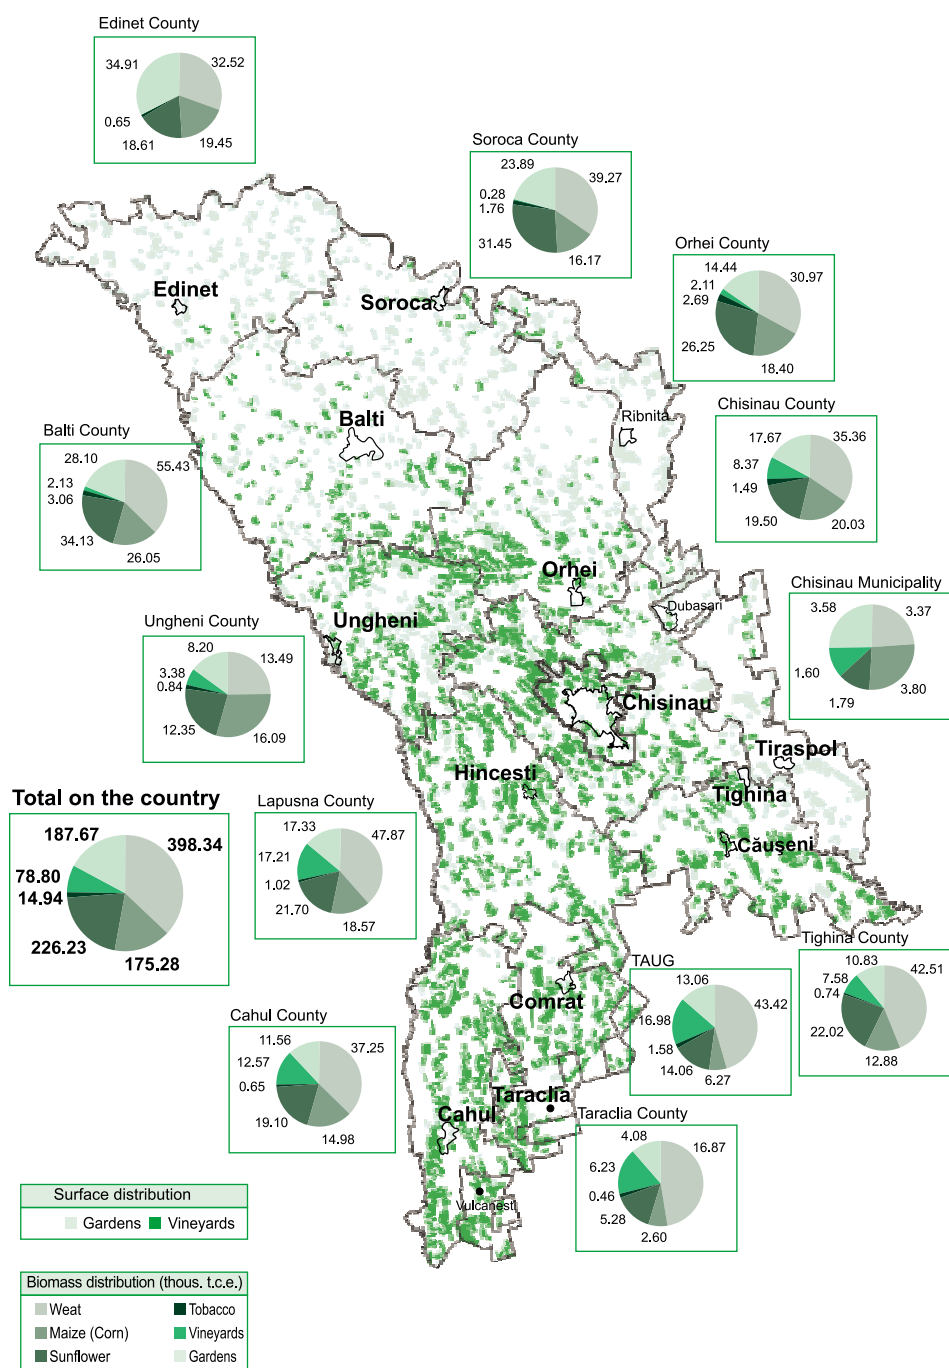 Edinet County
34.91
32.52
0.65
18.61
19.45
Soroca County
23.89
39.27
0.28
1.76
31.45
16.17
Orhei County
14.44
30.97
2.11
2.69
26.25
18.40
Edinet
Soroca
Balti
Ribnita
Chisinau County
17.67
35.36
8.37
1.49
19.50
20.03
Balti County
28.10
55.43
2.13
3.06
34.13
26.05
Orhei
Dubasari
Chisinau Municipality
3.58
3.37
1.60
1.79
3.80
Ungheni
Ungheni County
8.20
13.49
3.38
0.84
12.35
16.09
Chisinau
Tiraspol
Hincesti
Tighina
Căuşeni
Total on the country
187.67
398.34
78.80
14.94
226.23
175.28
Lapusna County
17.33
47.87
17.21
1.02
21.70
18.57
Tighina County
10.83
42.51
7.58
0.74
22.02
12.88
TAUG
13.06
43.42
16.98
1.58
14.06
6.27
Comrat
Cahul County
11.56
37.25
12.57
0.65
19.10
14.98
Taraclia
Cahul
Taraclia County
4.08
16.87
6.23
0.46
5.28
2.60
Vulcanest
Surface distribution
Gardens Vineyards
Biomass distribution (thous. t.c.e.)
Weat Tobacco
Maize (Corn) Vineyards
Sunflower Gardens